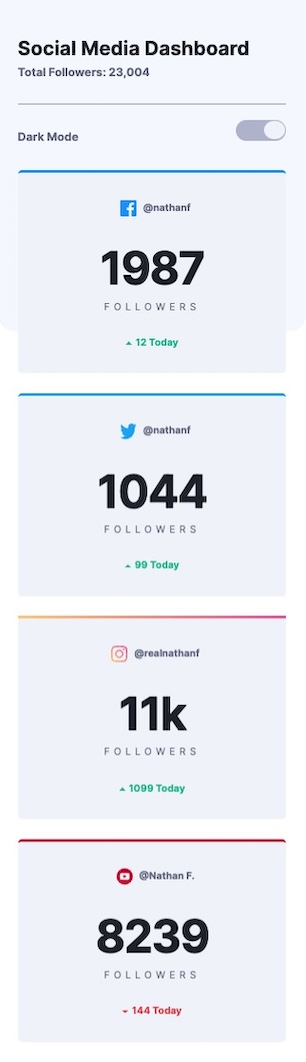 Social Media Dashboard
Total Followers: 23,004
Dark Mode
@nathanf
1987
FOLLOWERS
12 Today
@nathanf
1044
FOLLOWERS
99 Today
@realnathanf
11k
FOLLOWERS
1099 Today
@Nathan F.
8239
FOLLOWERS
144 Today